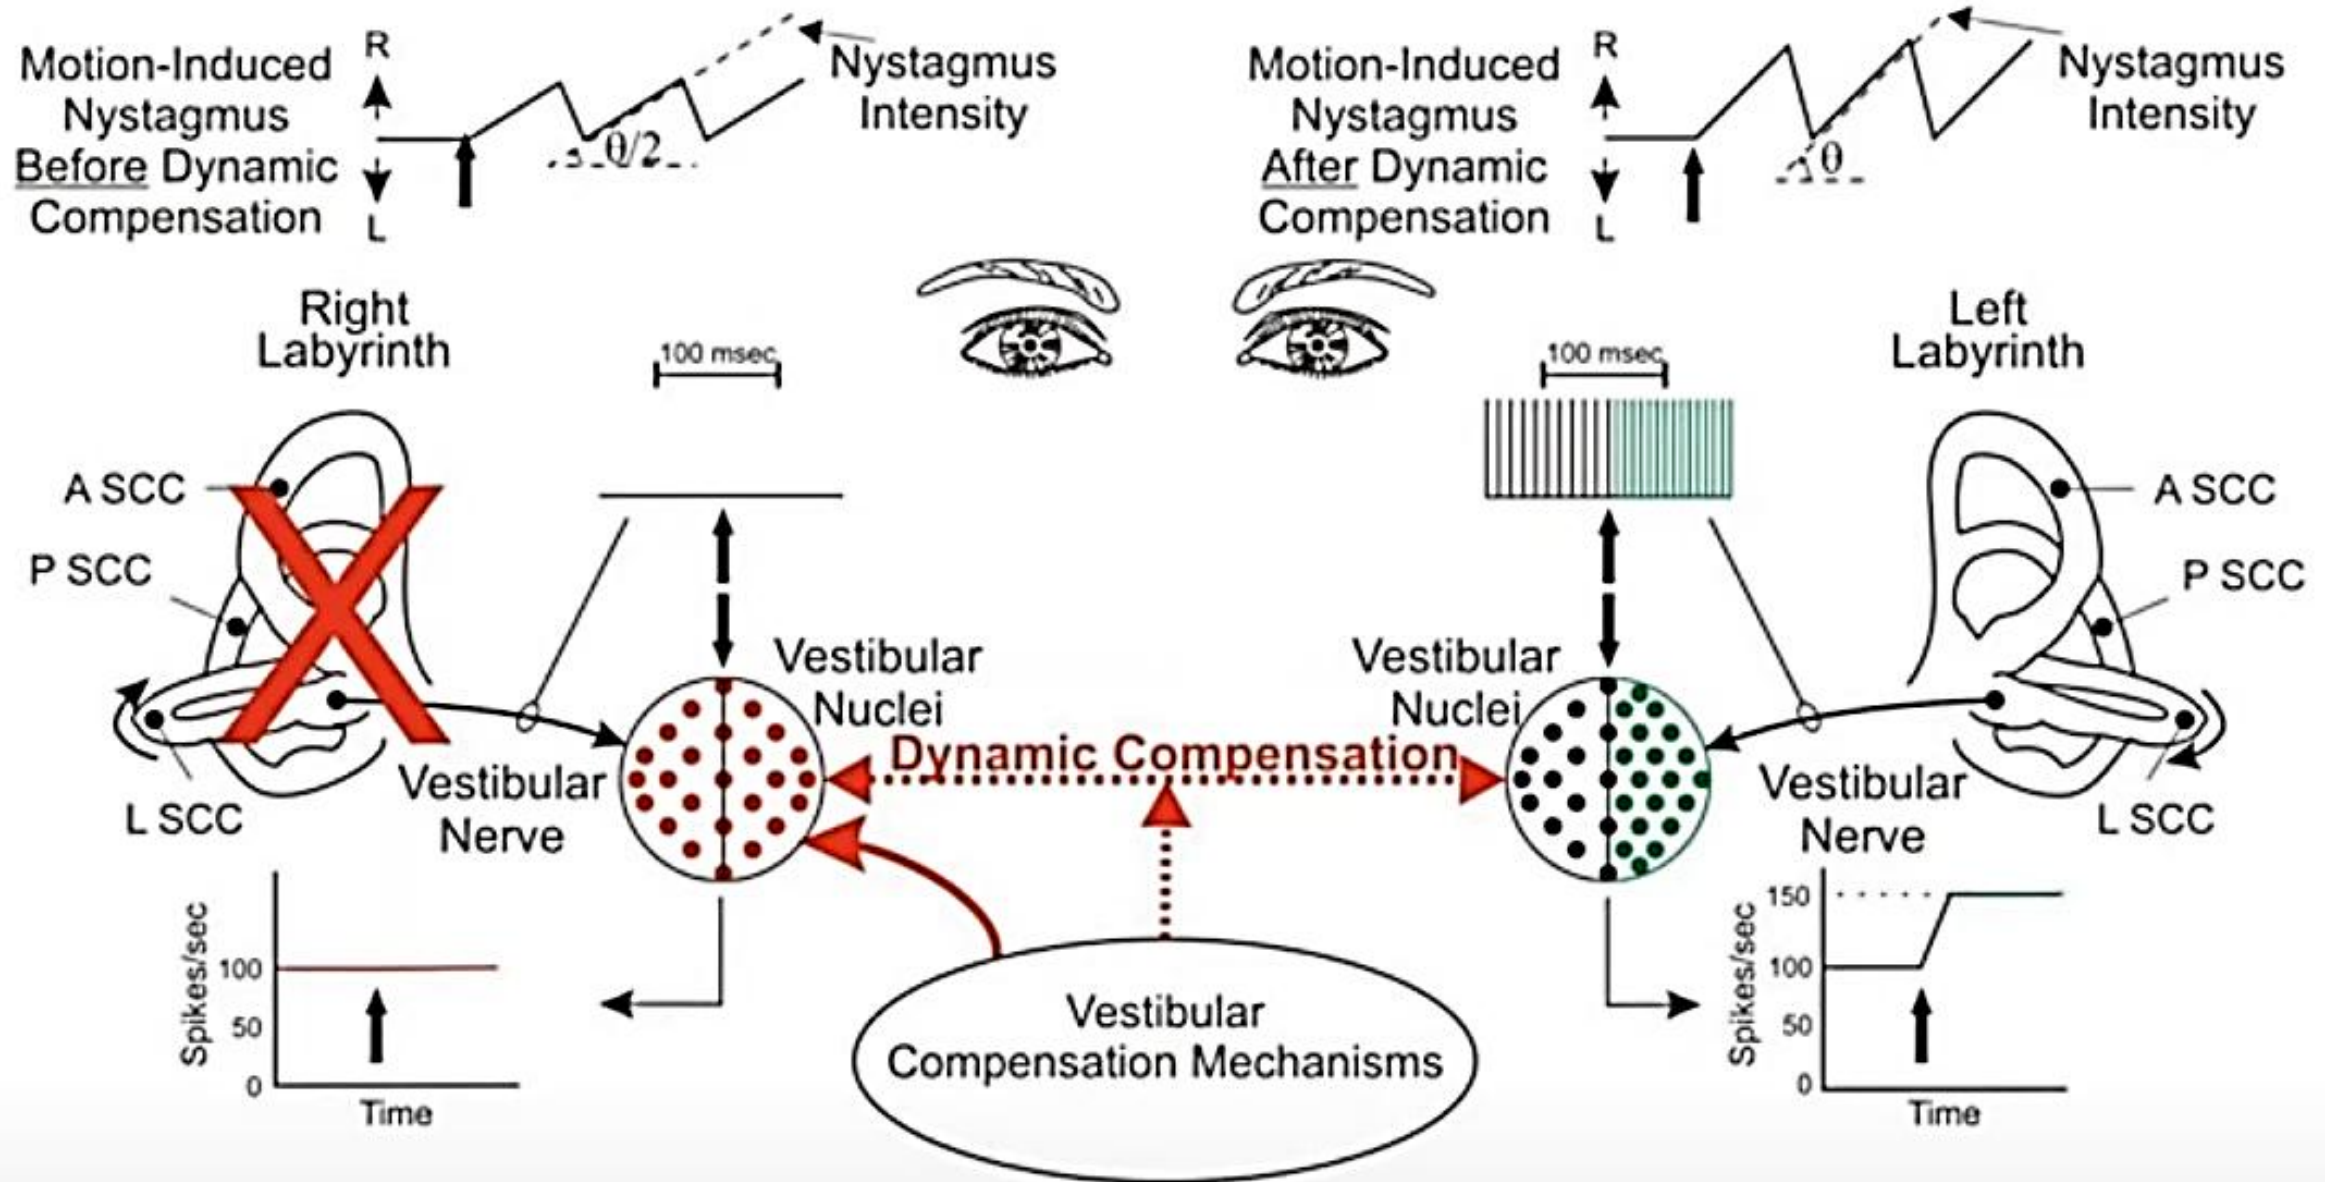 Motion-Induced
Nystagmus
Before Dynamic
Compensation
R
L
θ/2
Nystagmus
Intensity
Motion-Induced
Nystagmus
After Dynamic
Compensation
R
L
θ
Nystagmus
Intensity
Right
Labyrinth
100 msec
100 msec
Left
Labyrinth
A SCC
P SCC
L SCC
A SCC
P SCC
L SCC
Vestibular
Nuclei
Vestibular
Nuclei
Dynamic Compensation
Vestibular
Nerve
Vestibular
Nerve
Spikes/sec
100
50
0
Time
Vestibular
Compensation Mechanisms
Spikes/sec
150
100
50
0
Time